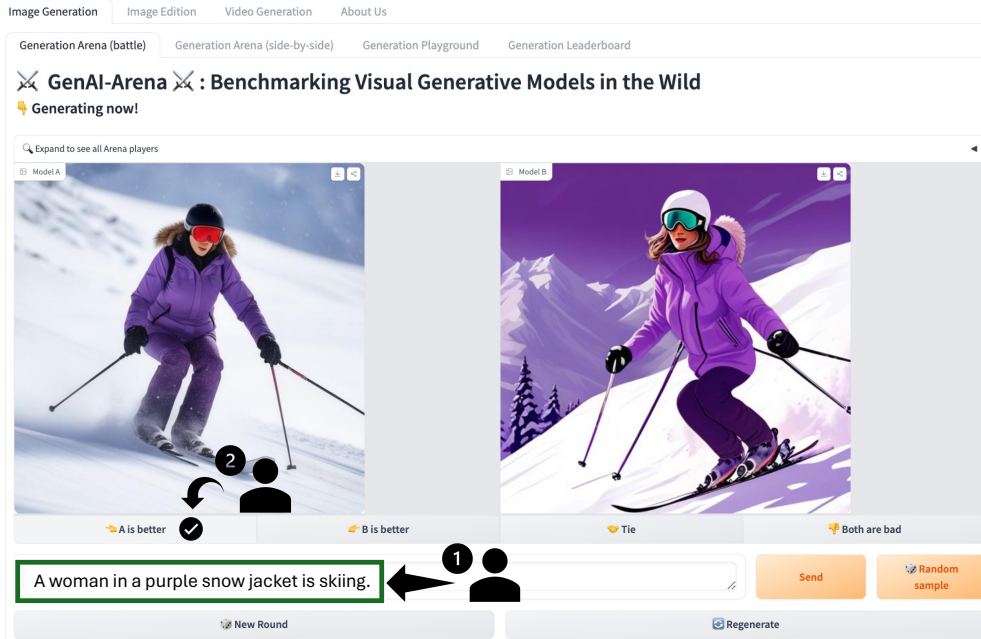 Image Generation Image Edition Video Generation About Us
Generation Arena (battle) Generation Arena (side-by-side) Generation Playground Generation Leaderboard
⚔️ GenAI-Arena ⚔️ : Benchmarking Visual Generative Models in the Wild
👇 Generating now!
🔍 Expand to see all Arena players
Model A Model B
2
👈 A is better 👉 B is better 🤝 Tie 👎 Both are bad
1
A woman in a purple snow jacket is skiing.
Send
🎲 Random
sample
🎲 New Round 🔄 Regenerate